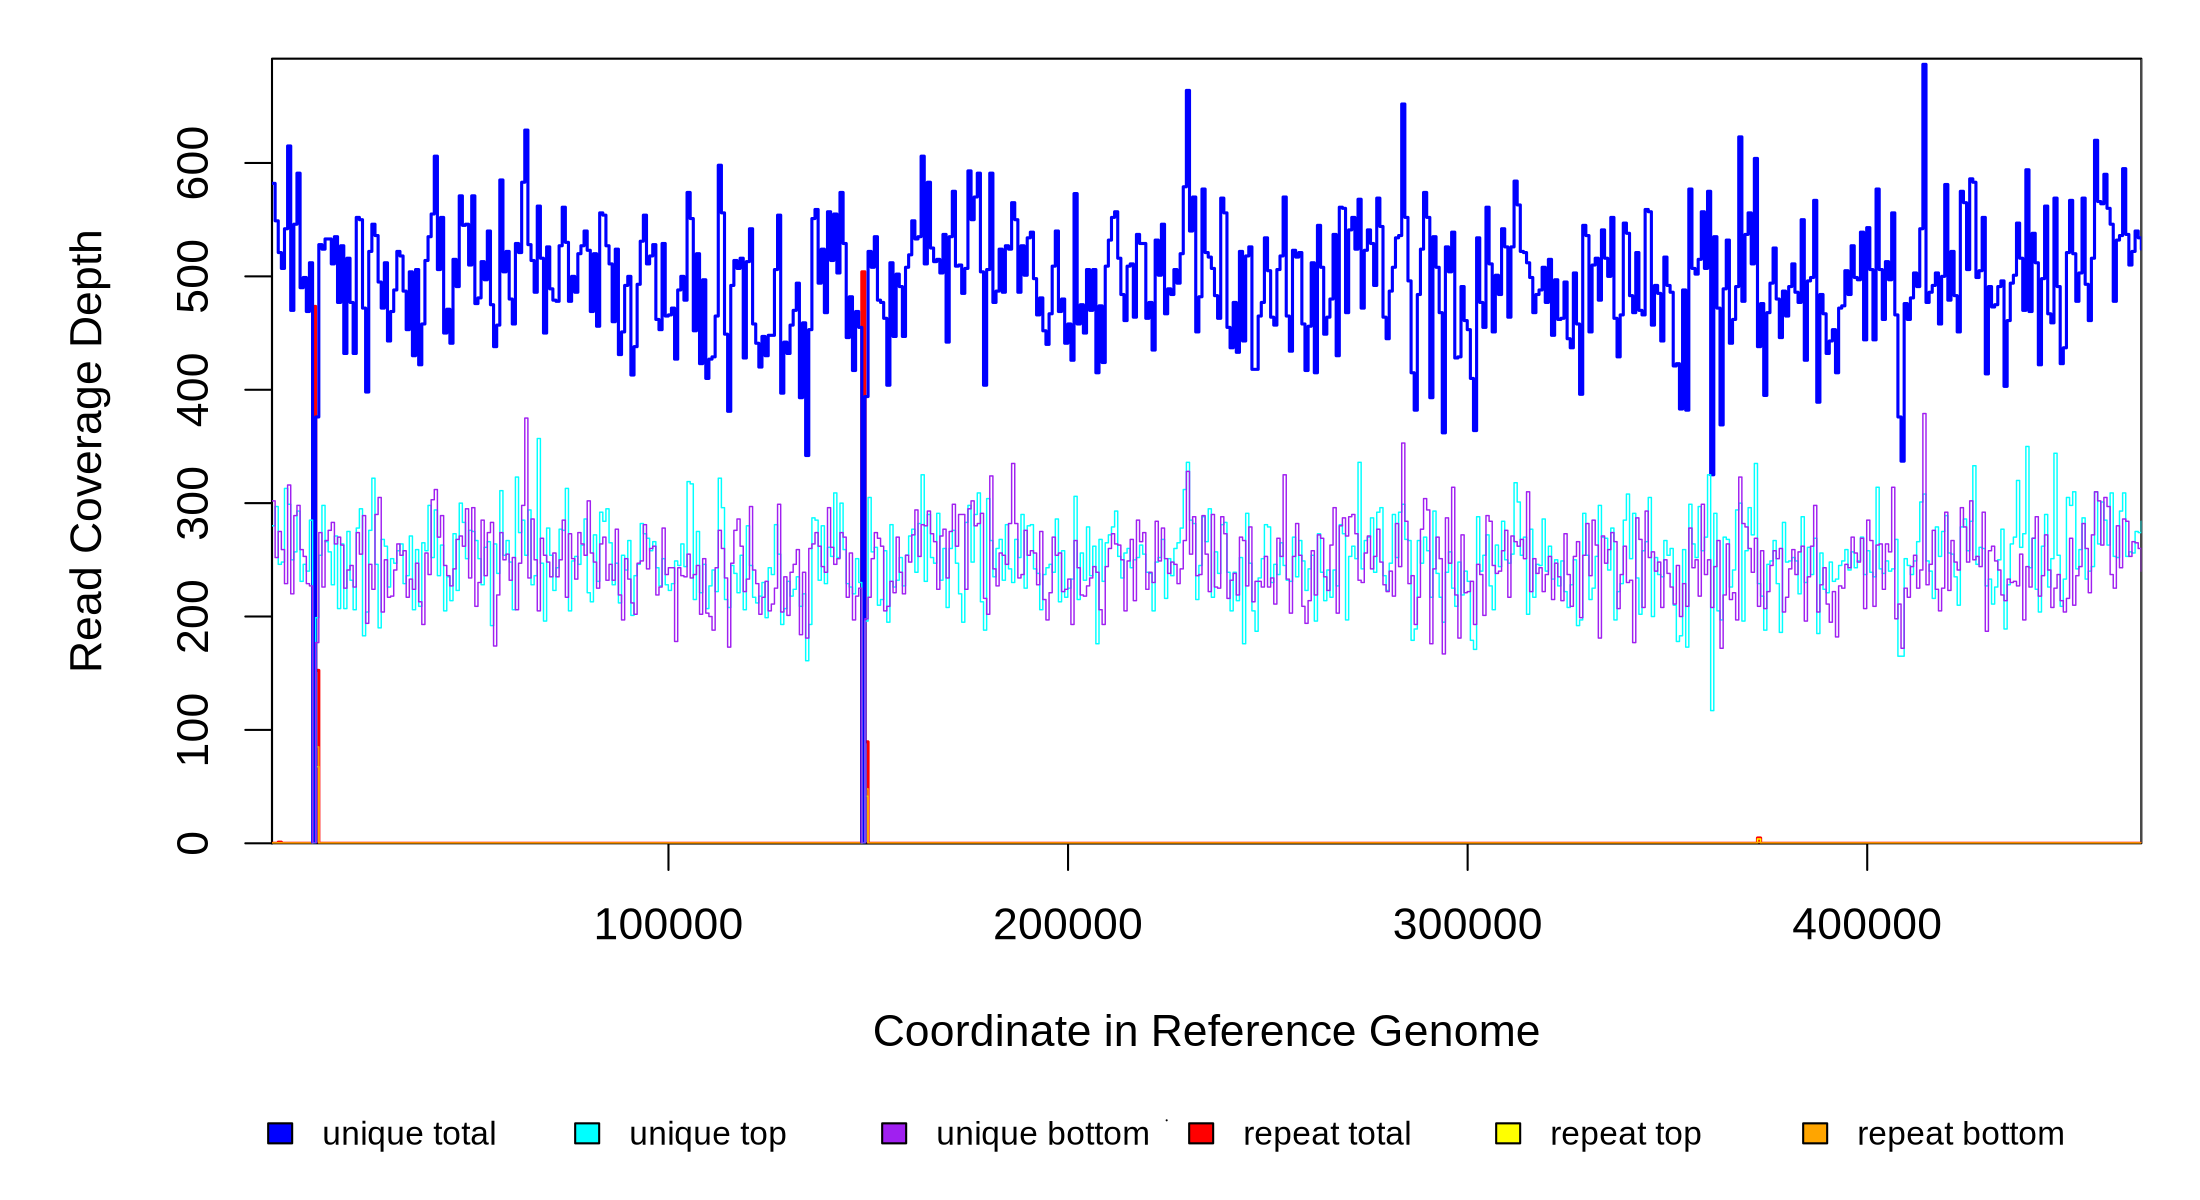 Read Coverage Depth
600
500
400
300
200
100
0
100000 200000 300000 400000
Coordinate in Reference Genome
unique total unique top unique bottom repeat total repeat top repeat bottom